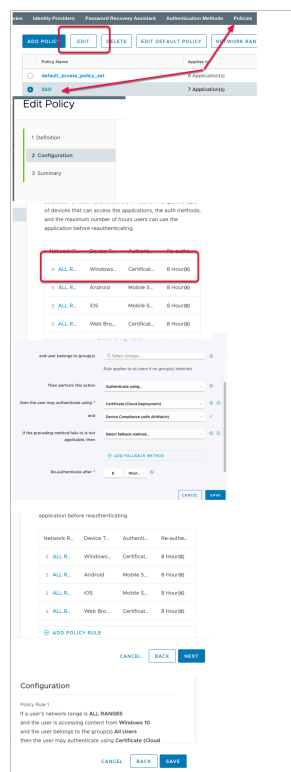 ries Identity Providers Password Recovery Assistant Authentication Methods Policies
ADD POLICY EDIT DELETE EDIT DEFAULT POLICY NETWORK RAN
Policy Name Applies to
default_access_policy_set 8 Application(s)
SSO 7 Application(s)
Edit Policy
1 Definition
2 Configuration
3 Summary
of devices that can access the applications, the auth methods,
and the maximum number of hours users can use the
application before reauthenticating.
Network R... Device T... Authenti... Re-authe...
ALL R... Windows... Certificat... 8 Hour(s)
ALL R... Android Mobile S... 8 Hour(s)
ALL R... iOS Mobile S... 8 Hour(s)
ALL R... Web Bro... Certificat... 8 Hour(s)
and user belongs to group(s) Select Groups...
Rule applies to all users if no group(s) selected.
Then perform this action Authenticate using...
then the user may authenticate using * Certificate (Cloud Deployment)
and Device Compliance (with AirWatch)
If the preceding method fails or is not Select fallback method...
applicable, then
ADD FALLBACK METHOD
Re-authenticate after * 8 Hour...
CANCEL SAVE
application before reauthenticating.
Network R... Device T... Authenti... Re-authe...
ALL R... Windows... Certificat... 8 Hour(s)
ALL R... Android Mobile S... 8 Hour(s)
ALL R... iOS Mobile S... 8 Hour(s)
ALL R... Web Bro... Certificat... 8 Hour(s)
ADD POLICY RULE
CANCEL BACK NEXT
Configuration
Policy Rule 1
If a user's network range is ALL RANGES
and the user is accessing content from Windows 10
and the user belongs to the group(s) All Users
then the user may authenticate using Certificate (Cloud
CANCEL BACK SAVE